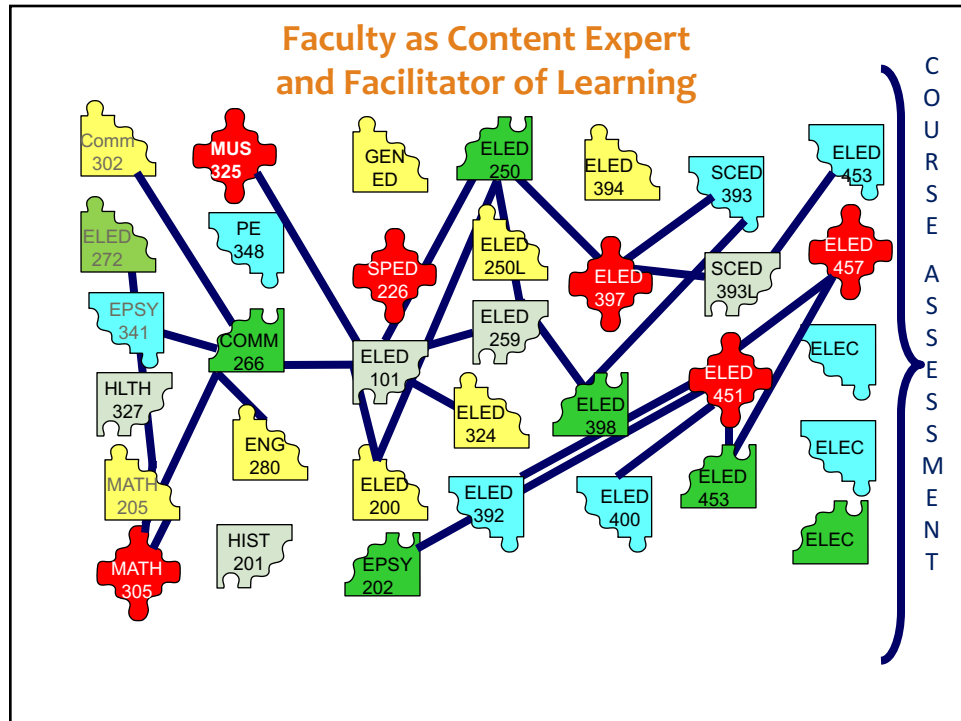 Faculty as Content Expert
and Facilitator of Learning
Comm
302
MUS
325
GEN
ED
ELED
250
ELED
394
SCED
393
ELED
453
ELED
272
PE
348
SPED
226
ELED
250L
ELED
397
SCED
393L
ELED
457
EPSY
341
COMM
266
ELED
101
ELED
259
ELED
451
ELEC
HLTH
327
ENG
280
ELED
324
ELED
398
ELEC
MATH
205
ELED
200
ELED
392
ELED
400
ELED
453
ELEC
MATH
305
HIST
201
EPSY
202
C
O
U
R
S
E
A
S
S
E
S
S
M
E
N
T